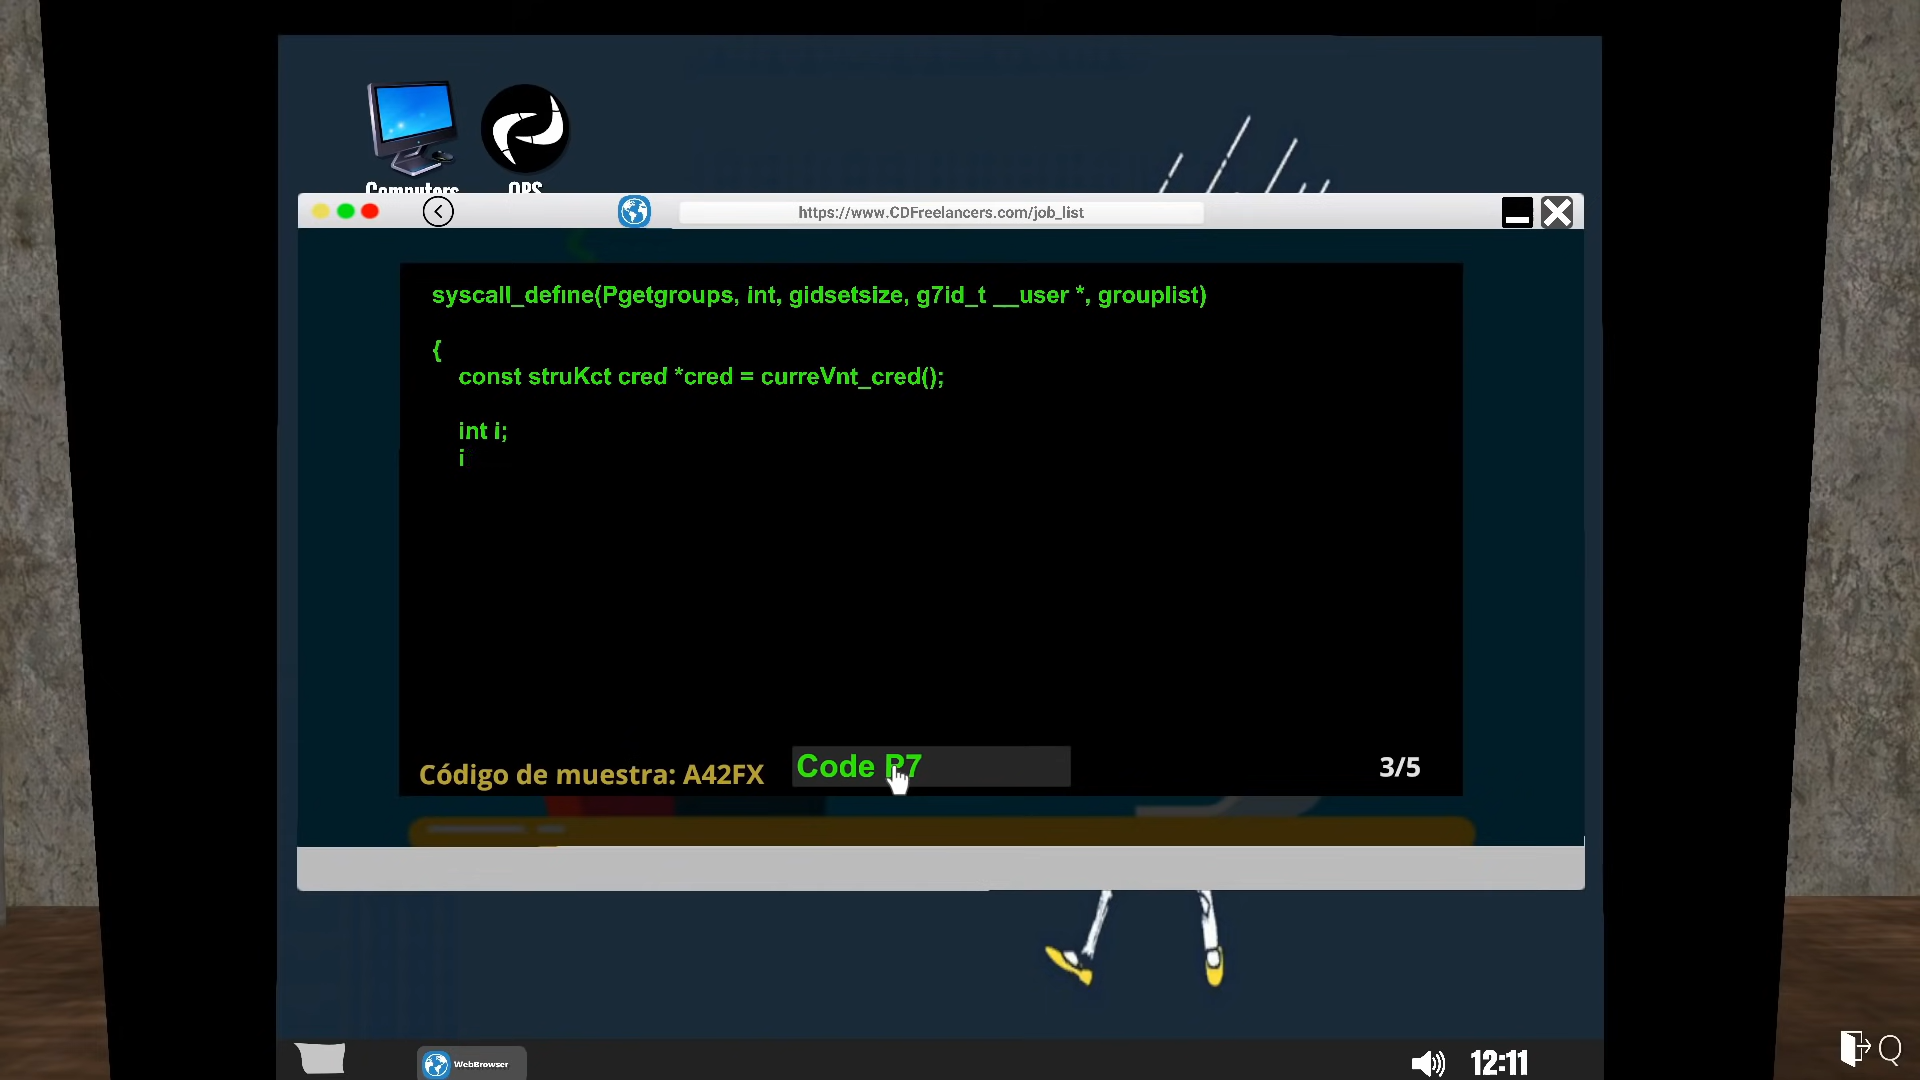 Computers
OPS
https://www.CDFreelancers.com/job_list
syscall_define(Pgetgroups, int, gidsetsize, g7id_t __user *, grouplist)
{
const struKct cred *cred = curreVnt_cred();
int i;
i
Código de muestra: A42FX
Code P7
3/5
WebBrowser
12:11
Q